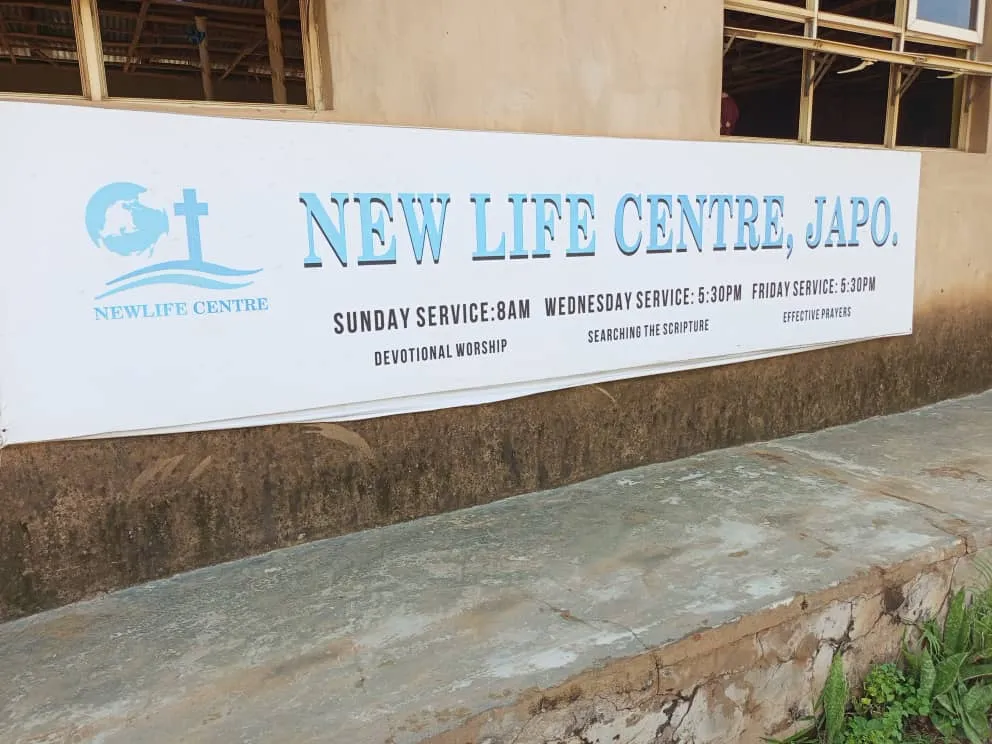 NEW LIFE CENTRE, JAPO.
NEWLIFE CENTRE
SUNDAY SERVICE:8AM WEDNESDAY SERVICE: 5:30PM FRIDAY SERVICE: 5:30PM
DEVOTIONAL WORSHIP SEARCHING THE SCRIPTURE EFFECTIVE PRAYERS